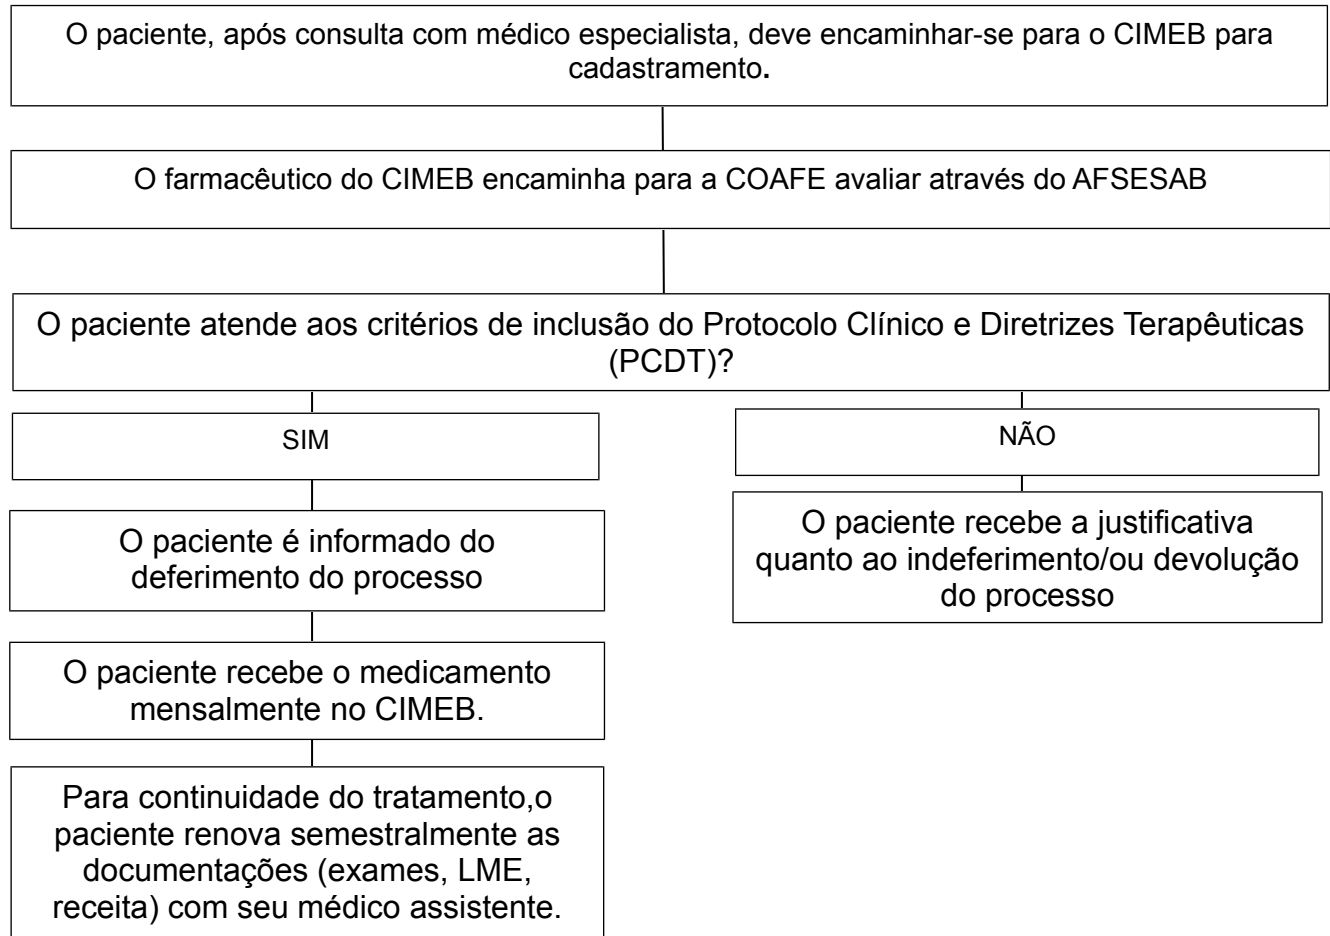 O paciente, após consulta com médico especialista, deve encaminhar-se para o CIMEB para
cadastramento.
O farmacêutico do CIMEB encaminha para a COAFE avaliar através do AFSESAB
O paciente atende aos critérios de inclusão do Protocolo Clínico e Diretrizes Terapêuticas
(PCDT)?
SIM
O paciente é informado do
deferimento do processo
O paciente recebe o medicamento
mensalmente no CIMEB.
Para continuidade do tratamento,o
paciente renova semestralmente as
documentações (exames, LME,
receita) com seu médico assistente.
NÃO
O paciente recebe a justificativa
quanto ao indeferimento/ou devolução
do processo